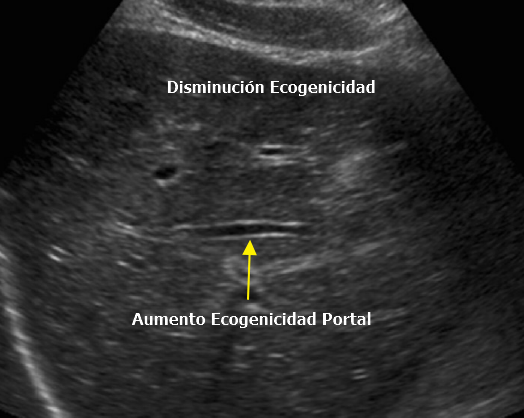 Disminución Ecogenicidad
Aumento Ecogenicidad Portal